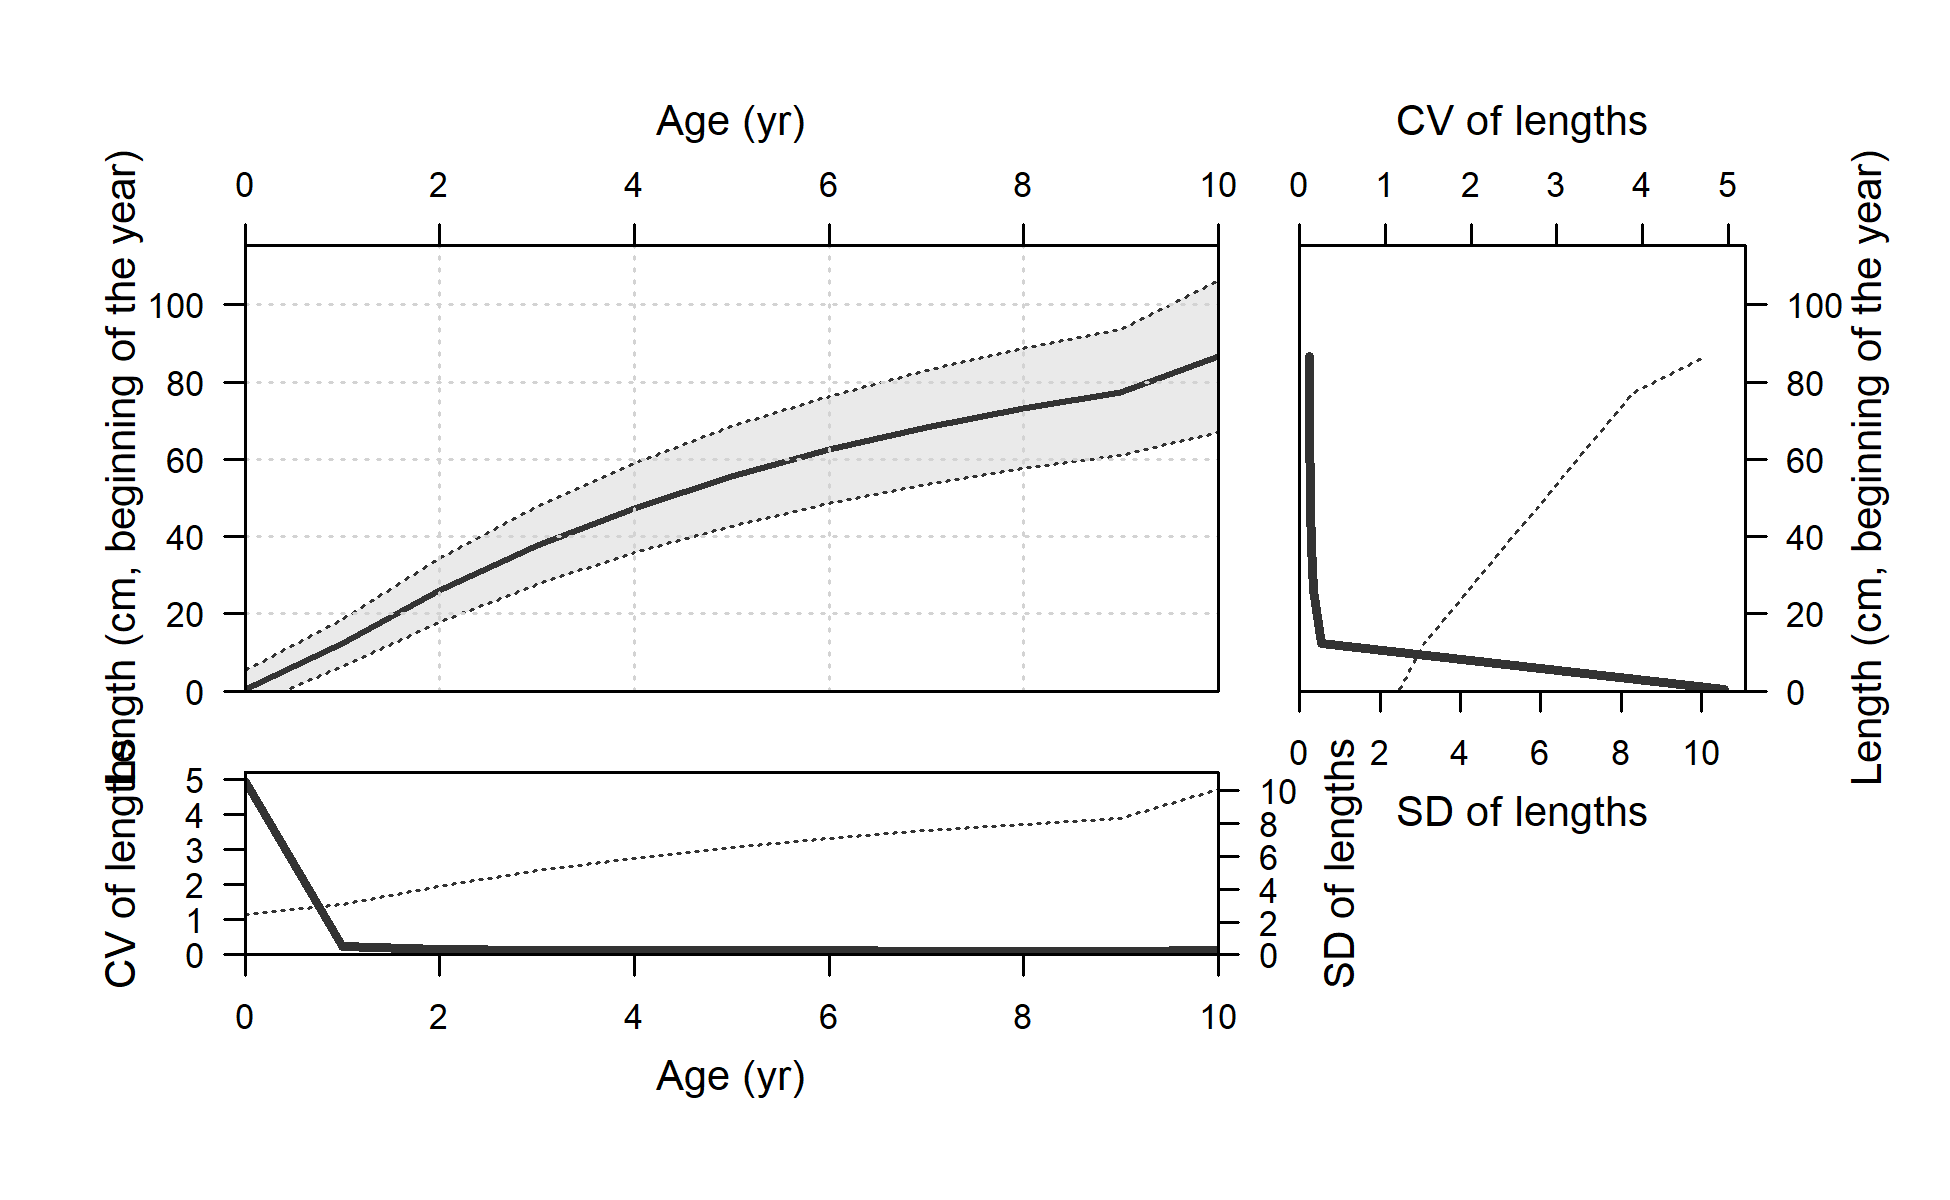 Age (yr)
CV of lengths
0 2 4 6 8 10
0 1 2 3 4 5
Length (cm, beginning of the year)
100
80
60
40
20
0
100
80
60
40
20
0
Length (cm, beginning of the year)
0 2 4 6 8 10
SD of lengths
CV of lengths
5
4
3
2
1
0
10
8
6
4
2
0
SD of lengths
0 2 4 6 8 10
Age (yr)